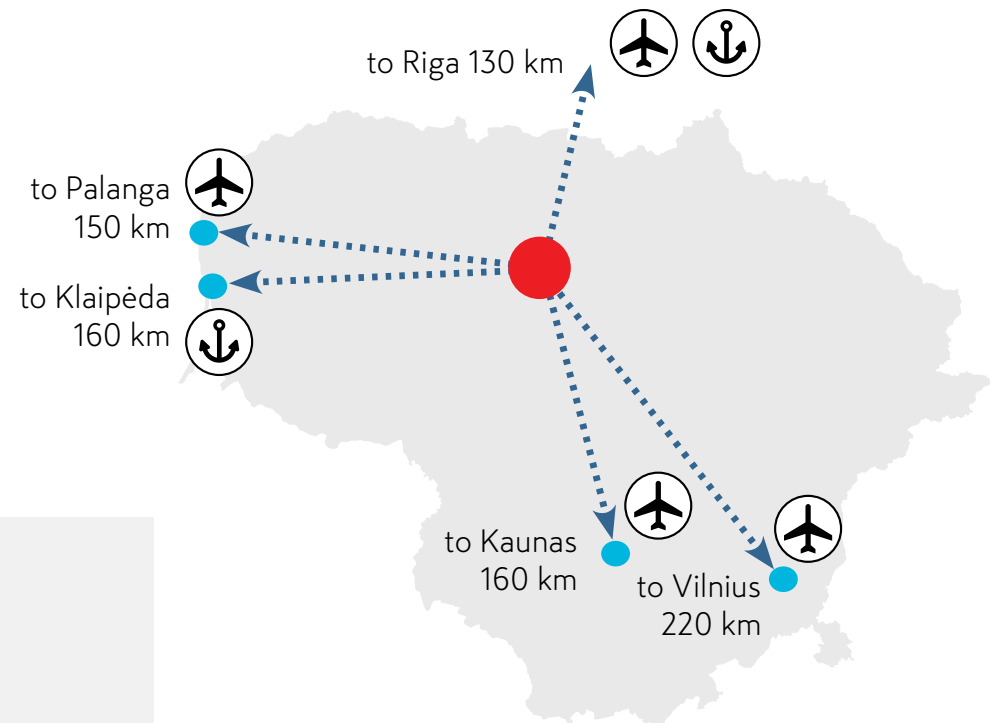 to Riga 130 km
to Palanga
150 km
to Klaipėda
160 km
to Kaunas
160 km
to Vilnius
220 km